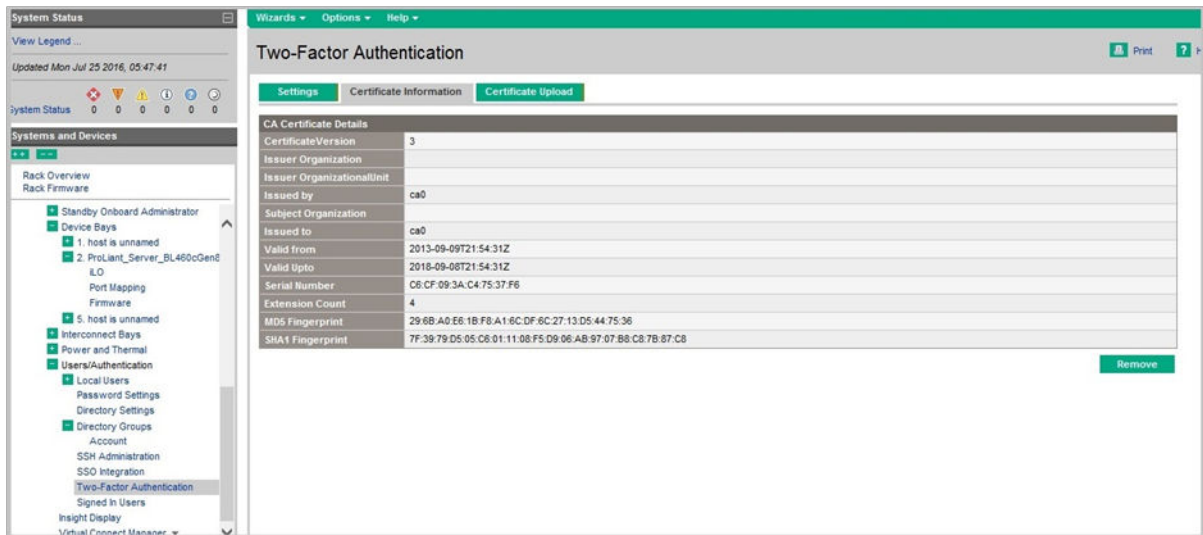 System Status
View Legend ...
Updated Mon Jul 25 2016, 05:47:41
System Status 0 0 0 0 0 0
Systems and Devices
Rack Overview
Rack Firmware
Standby Onboard Administrator
Device Bays
1. host is unnamed
2. ProLiant_Server_BL460cGen8
iLO
Port Mapping
Firmware
5. host is unnamed
Interconnect Bays
Power and Thermal
Users/Authentication
Local Users
Password Settings
Directory Settings
Directory Groups
Account
SSH Administration
SSO Integration
Two-Factor Authentication
Signed In Users
Insight Display
Virtual Connect Manager
Wizards Options Help
Two-Factor Authentication
Print ? H
Settings Certificate Information Certificate Upload
CA Certificate Details
CertificateVersion 3
Issuer Organization
Issuer OrganizationalUnit
Issued by ca0
Subject Organization
Issued to ca0
Valid from 2013-09-09T21:54:31Z
Valid Upto 2018-09-08T21:54:31Z
Serial Number C6:CF:09:3A:C4:75:37:F6
Extension Count 4
MD5 Fingerprint 29:6B:A0:E6:1B:F8:A1:6C:DF:6C:27:13:D5:44:75:36
SHA1 Fingerprint 7F:39:79:D5:05:C6:01:11:08:F5:D9:06:AB:97:07:B8:C8:7B:87:C8
Remove